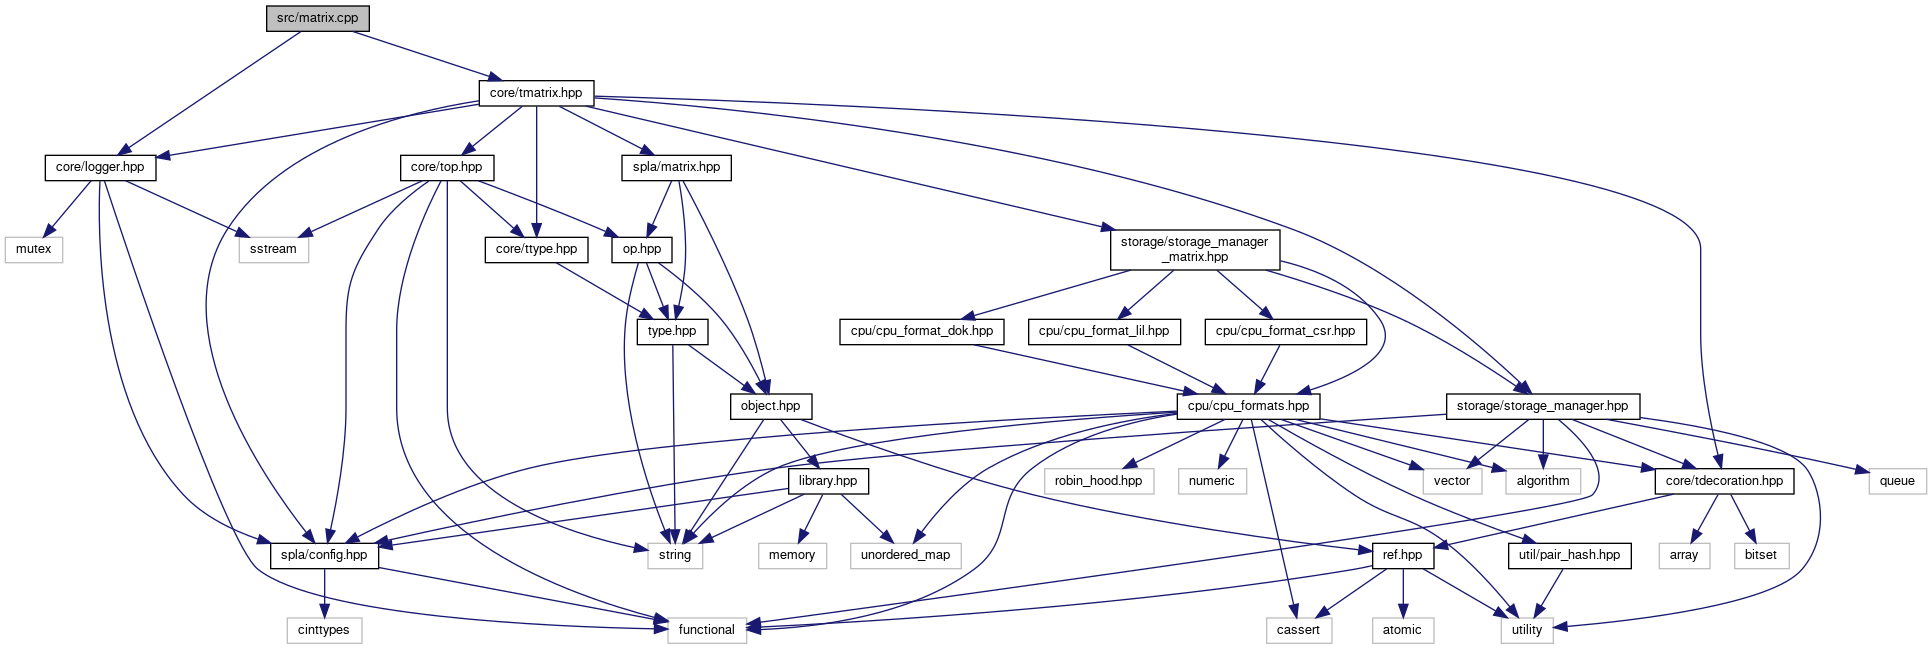 src/matrix.cpp
core/tmatrix.hpp
core/logger.hpp
core/top.hpp
spla/matrix.hpp
mutex
sstream
core/ttype.hpp
op.hpp
storage/storage_manager
_matrix.hpp
type.hpp
cpu/cpu_format_dok.hpp
cpu/cpu_format_lil.hpp
cpu/cpu_format_csr.hpp
object.hpp
cpu/cpu_formats.hpp
storage/storage_manager.hpp
library.hpp
robin_hood.hpp
numeric
vector
algorithm
core/tdecoration.hpp
queue
spla/config.hpp
string
memory
unordered_map
ref.hpp
util/pair_hash.hpp
array
bitset
cinttypes
functional
cassert
atomic
utility